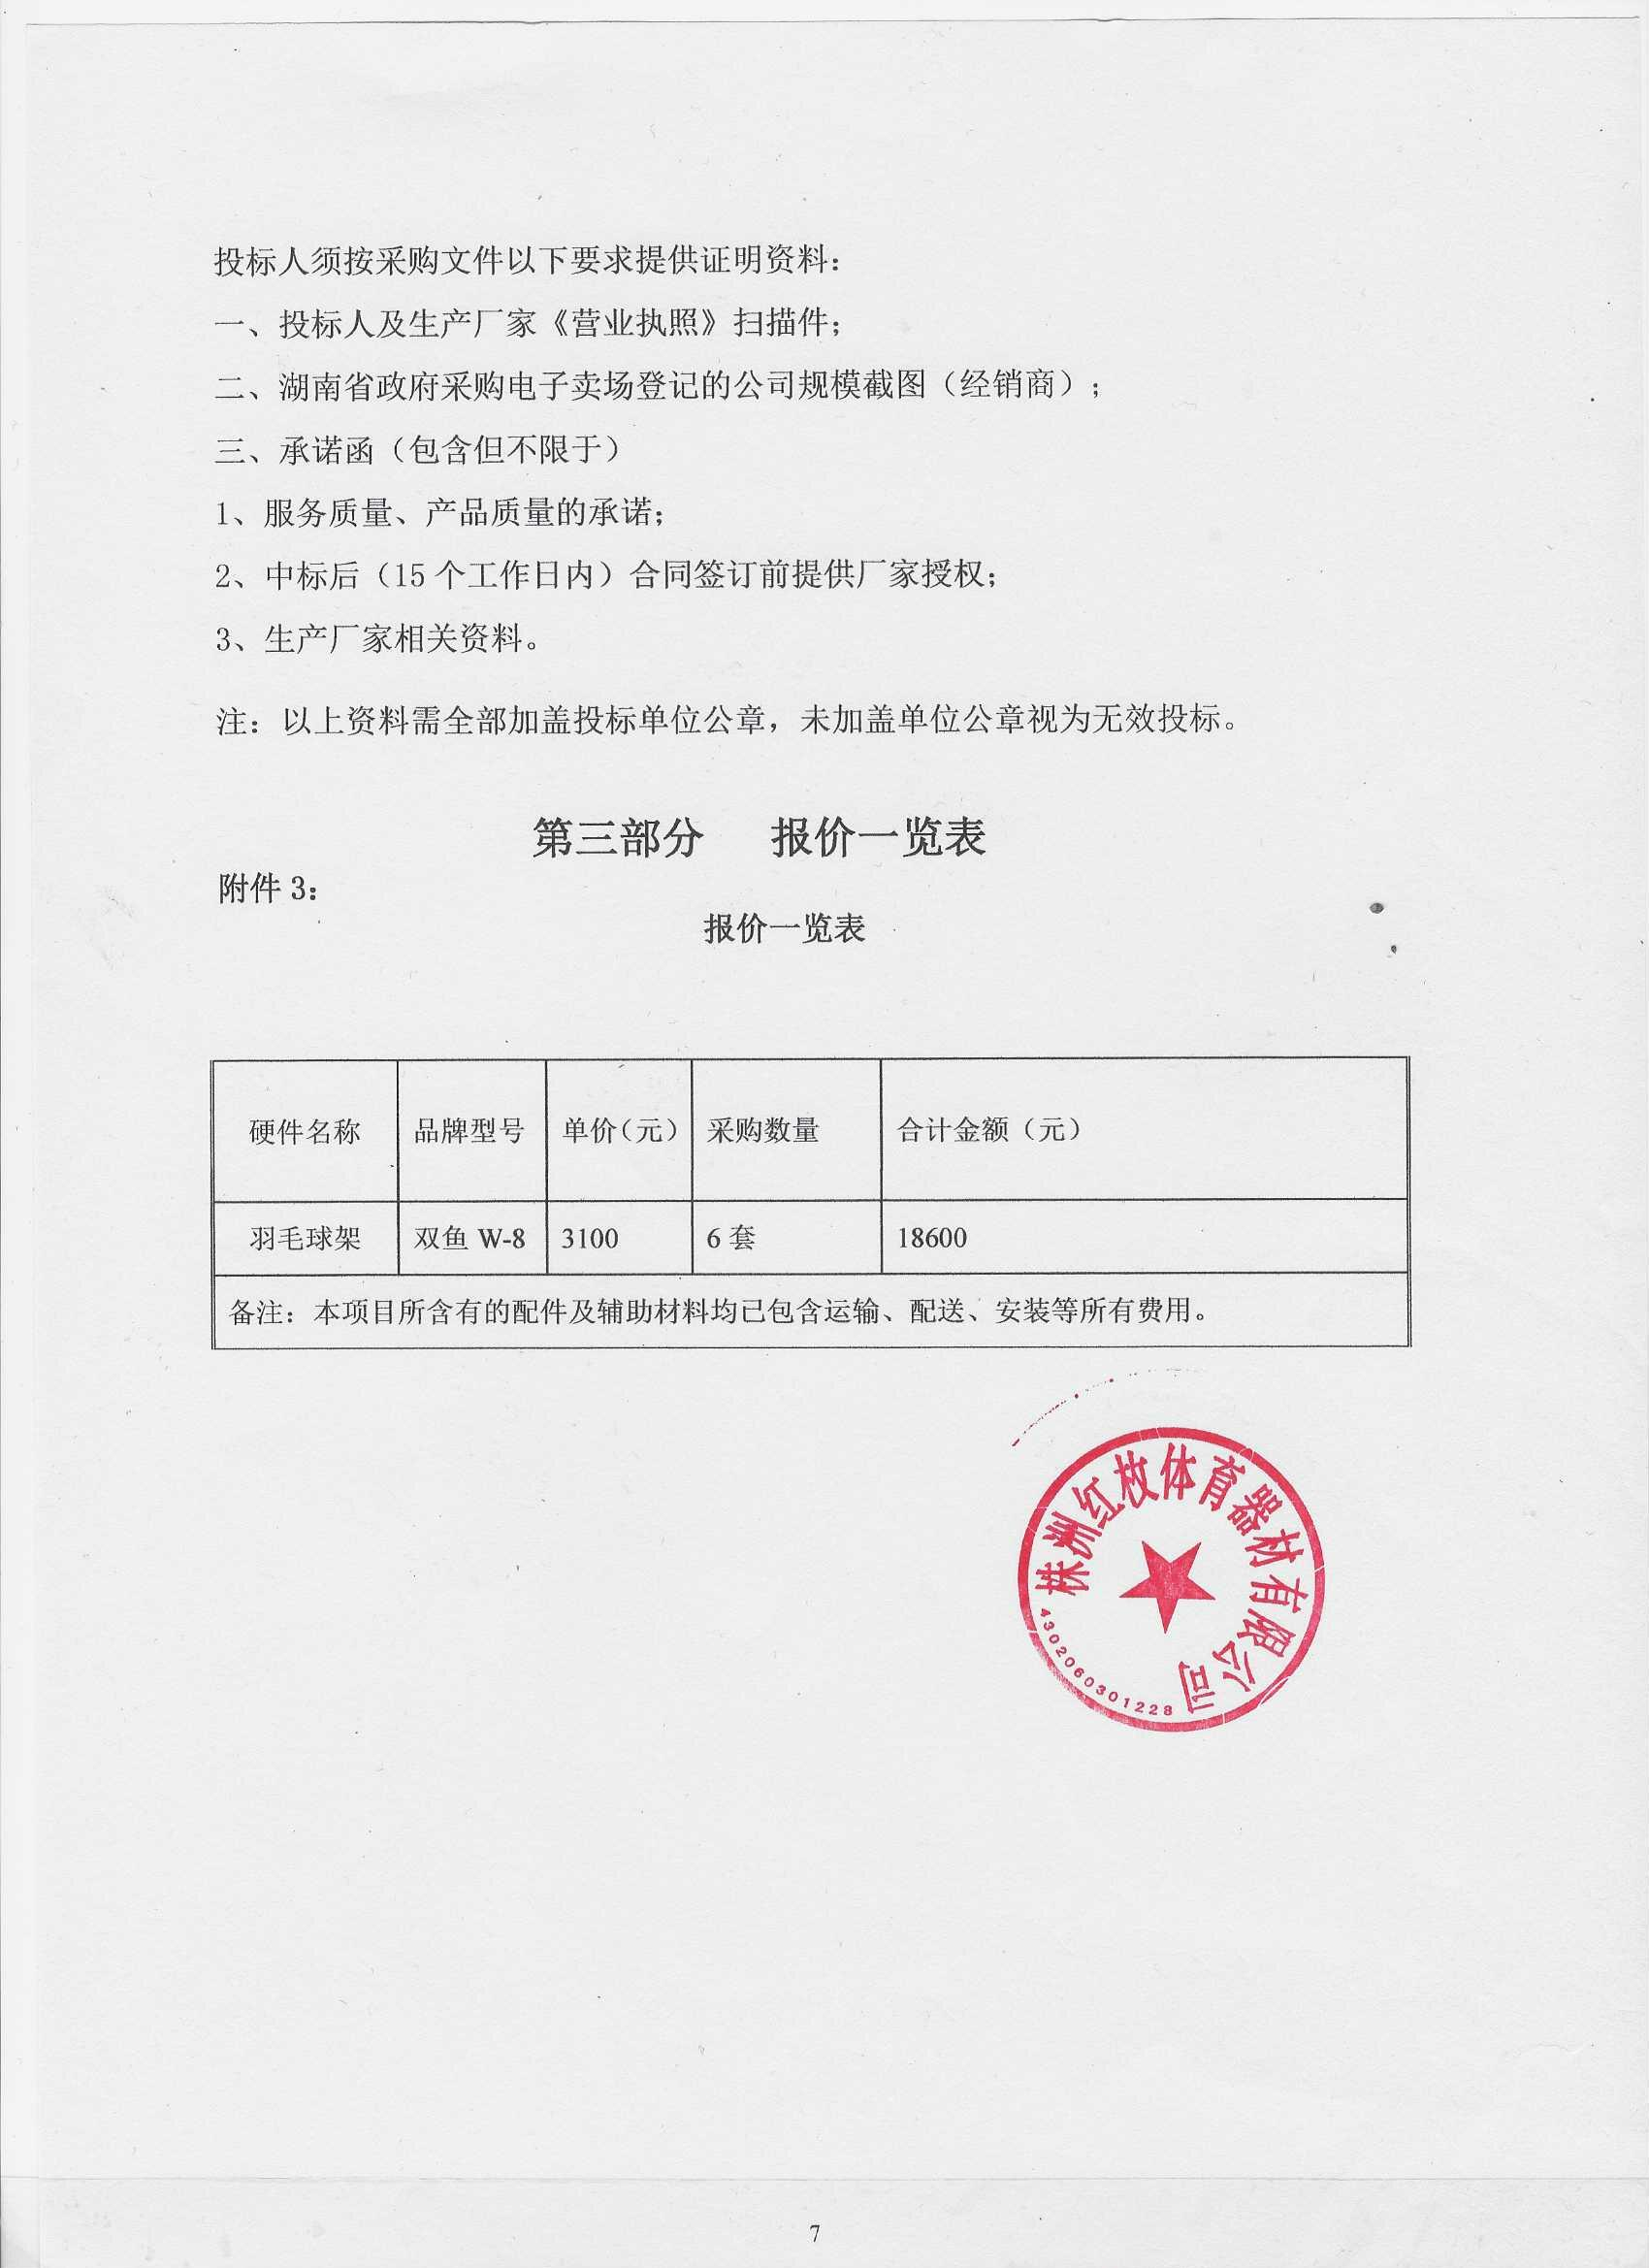 投标人须按采购文件以下要求提供证明资料：
一、投标人及生产厂家《营业执照》扫描件；
二、湖南省政府采购电子卖场登记的公司规模截图（经销商）；
三、承诺函（包含但不限于）
1、服务质量、产品质量的承诺；
2、中标后（15个工作日内）合同签订前提供厂家授权；
3、生产厂家相关资料。
注：以上资料需全部加盖投标单位公章，未加盖单位公章视为无效投标。
第三部分 报价一览表
附件 3：
报价一览表
硬件名称 品牌型号 单价（元） 采购数量 合计金额（元）
羽毛球架 双鱼 W-8 3100 6 套 18600
备注：本项目所含有的配件及辅助材料均已包含运输、配送、安装等所有费用。
株洲红枚体育器材有限公司
4302060301228
7